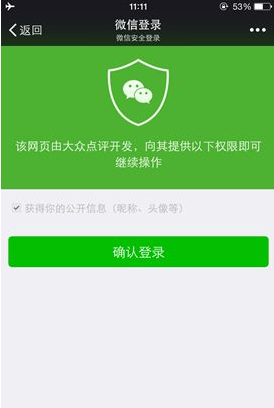 11:11
53%
返回
微信登录
微信安全登录
该网页由大众点评开发，向其提供以下权限即可
继续操作
获得你的公开信息（昵称、头像等）
确认登录